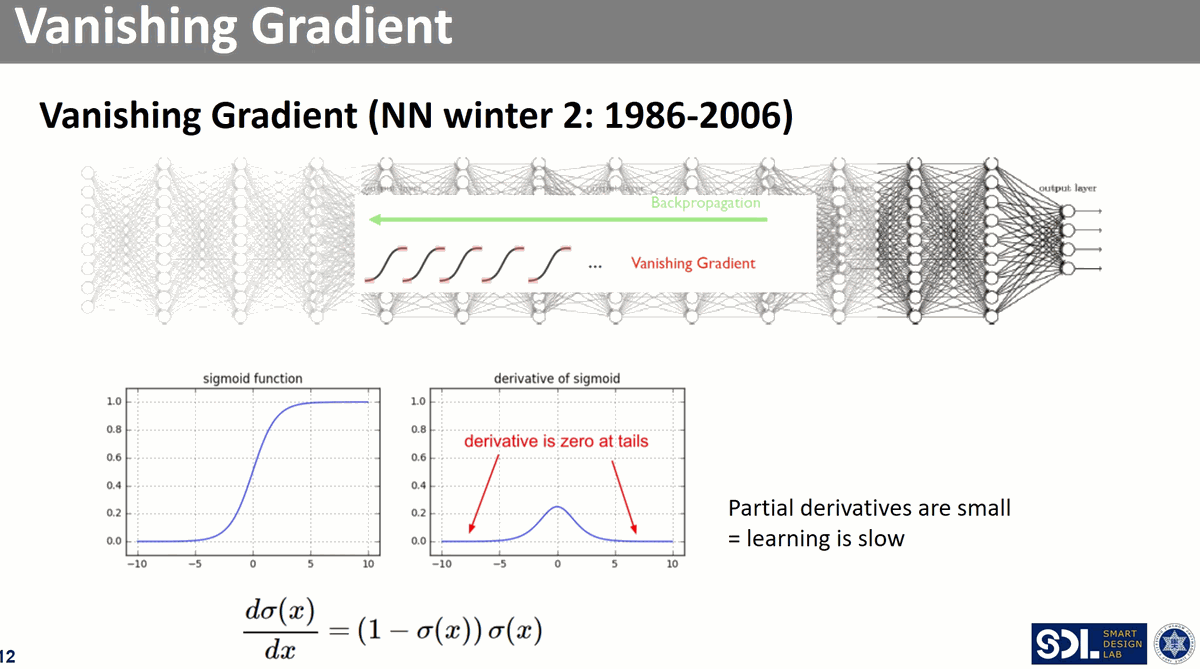 Vanishing Gradient
Vanishing Gradient (NN winter 2: 1986-2006)
output layer
Backpropagation
... Vanishing Gradient
sigmoid function
1.0
0.8
0.6
0.4
0.2
0.0
−10 −5 0 5 10
derivative of sigmoid
1.0
0.8
0.6
0.4
0.2
0.0
−10 −5 0 5 10
derivative is zero at tails
Partial derivatives are small
= learning is slow
dσ(x)/dx = (1 − σ(x)) σ(x)
12
SDL
SMART
DESIGN
LAB